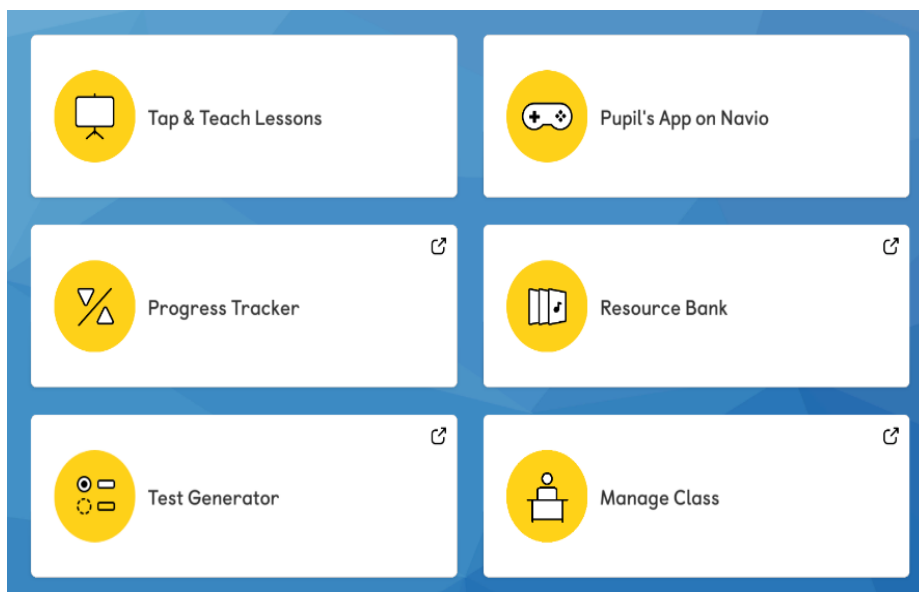 Tap & Teach Lessons
Pupil's App on Navio
Progress Tracker
Resource Bank
Test Generator
Manage Class